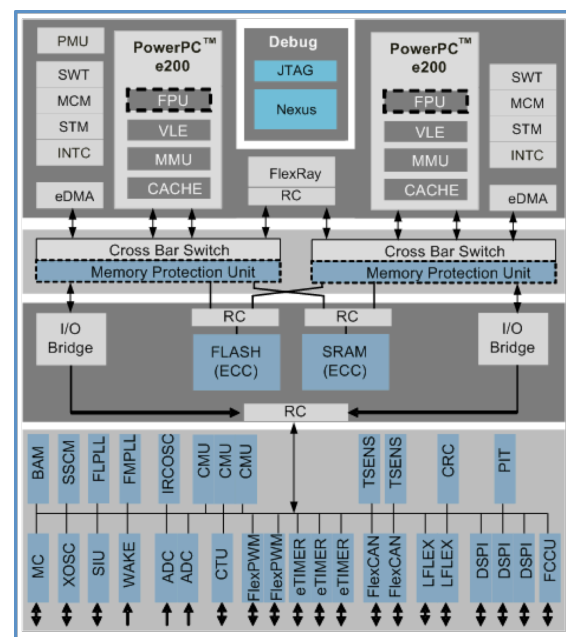 PMU
SWT
MCM
STM
INTC
eDMA
PowerPC™
e200
FPU
VLE
MMU
CACHE
Debug
JTAG
Nexus
FlexRay
RC
PowerPC™
e200
FPU
VLE
MMU
CACHE
SWT
MCM
STM
INTC
eDMA
Cross Bar Switch
Memory Protection Unit
Cross Bar Switch
Memory Protection Unit
I/O
Bridge
RC
FLASH
(ECC)
RC
SRAM
(ECC)
I/O
Bridge
RC
BAM
SSCM
FLPLL
FMPLL
IRCOSC
CMU
CMU
CMU
TSENS
TSENS
CRC
PIT
MC
XOSC
SIU
WAKE
ADC
ADC
CTU
FlexPWM
FlexPWM
eTIMER
eTIMER
eTIMER
FlexCAN
FlexCAN
LFLEX
LFLEX
DSPI
DSPI
DSPI
FCCU